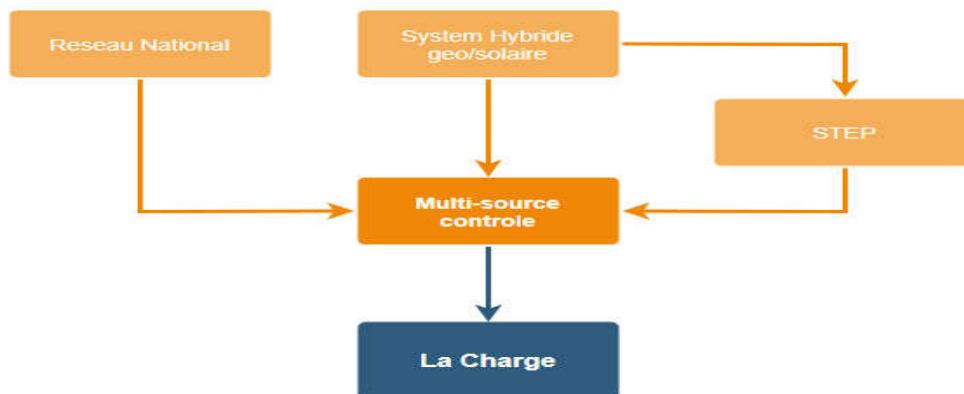 Reseau National
System Hybride
geo/solaire
STEP
Multi-source
controle
La Charge